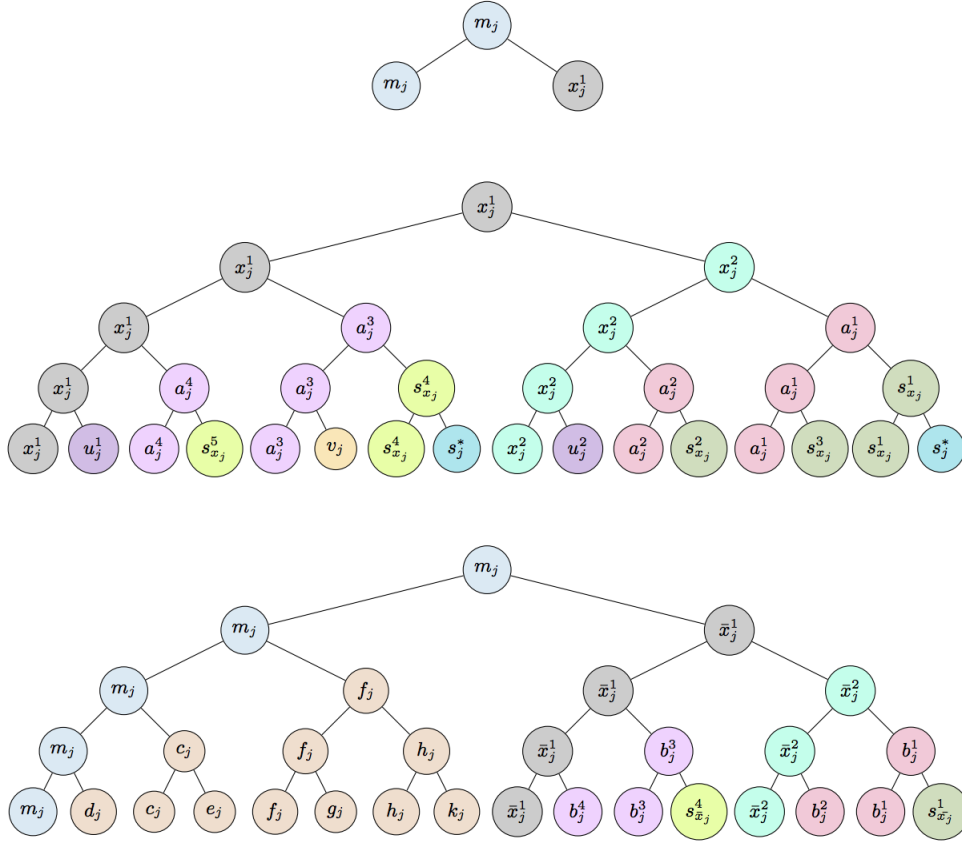 m_j
m_j x_j^1
x_j^1
x_j^1 x_j^2
x_j^1 a_j^3 x_j^2 a_j^1
x_j^1 a_j^4 a_j^3 s_{x_j}^4 x_j^2 a_j^2 a_j^1 s_{x_j}^1
x_j^1 u_j^1 a_j^4 s_{x_j}^5 a_j^3 v_j s_{x_j}^4 s_j^* x_j^2 u_j^2 a_j^2 s_{x_j}^2 a_j^1 s_{x_j}^3 s_{x_j}^1 s_j^*
m_j
m_j x̄_j^1
m_j f_j x̄_j^1 x̄_j^2
m_j c_j f_j h_j x̄_j^1 b_j^3 x̄_j^2 b_j^1
m_j d_j c_j e_j f_j g_j h_j k_j x̄_j^1 b_j^4 b_j^3 s_{x̄_j}^4 x̄_j^2 b_j^2 b_j^1 s_{x̄_j}^1